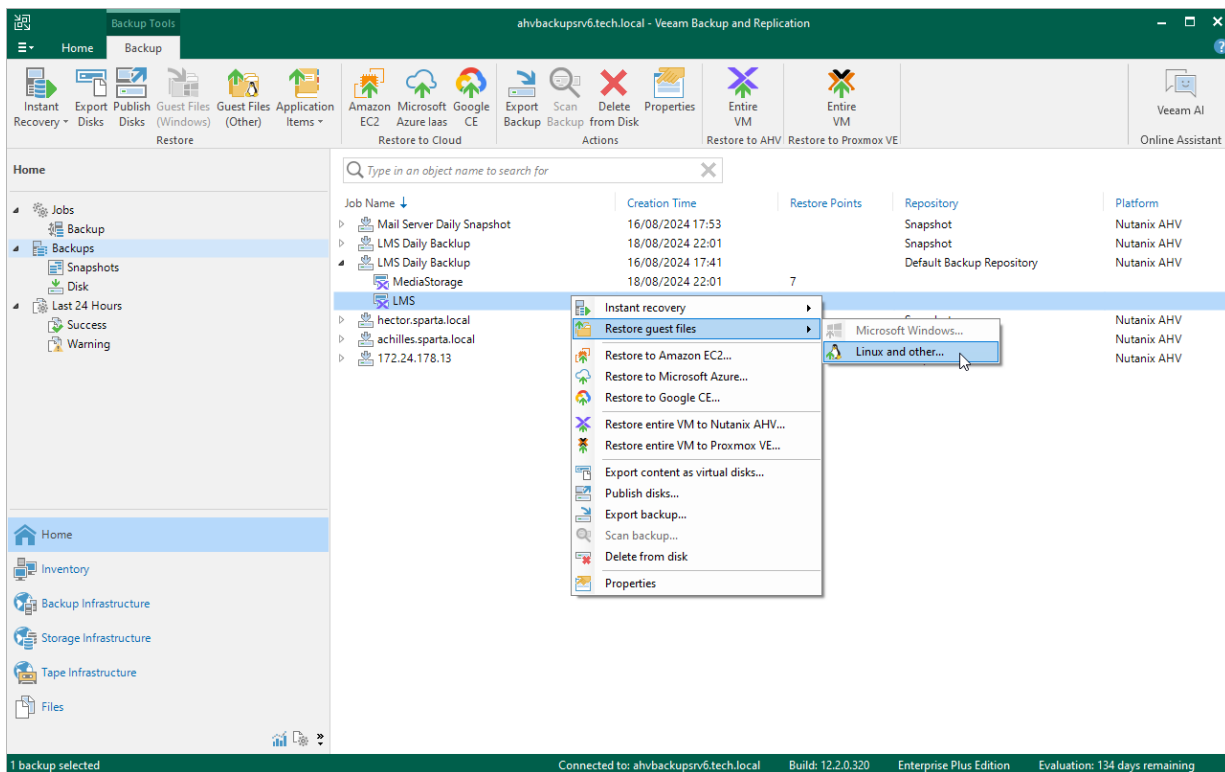 Backup Tools
ahvbackupsrv6.tech.local - Veeam Backup and Replication
Home Backup
Instant Recovery
Export Disks
Publish Disks
Guest Files (Windows)
Guest Files (Other)
Application Items
Restore
Amazon EC2
Microsoft Azure Iaas
Google CE
Restore to Cloud
Export Backup
Scan Backup
Delete from Disk
Properties
Actions
Entire VM
Restore to AHV
Entire VM
Restore to Proxmox VE
Veeam AI
Online Assistant
Home
Jobs
Backup
Backups
Snapshots
Disk
Last 24 Hours
Success
Warning
Home
Inventory
Backup Infrastructure
Storage Infrastructure
Tape Infrastructure
Files
Type in an object name to search for
Job Name Creation Time Restore Points Repository Platform
Mail Server Daily Snapshot 16/08/2024 17:53 Snapshot Nutanix AHV
LMS Daily Backlup 18/08/2024 22:01 Snapshot Nutanix AHV
LMS Daily Backlup 16/08/2024 17:41 Default Backup Repository Nutanix AHV
MediaStorage 18/08/2024 22:01 7
LMS
hector.sparta.local Nutanix AHV
achilles.sparta.local Nutanix AHV
172.24.178.13 Nutanix AHV
Instant recovery
Restore guest files
Microsoft Windows...
Linux and other...
Restore to Amazon EC2...
Restore to Microsoft Azure...
Restore to Google CE...
Restore entire VM to Nutanix AHV...
Restore entire VM to Proxmox VE...
Export content as virtual disks...
Publish disks...
Export backup...
Scan backup...
Delete from disk
Properties
1 backup selected
Connected to: ahvbackupsrv6.tech.local Build: 12.2.0.320 Enterprise Plus Edition Evaluation: 134 days remaining